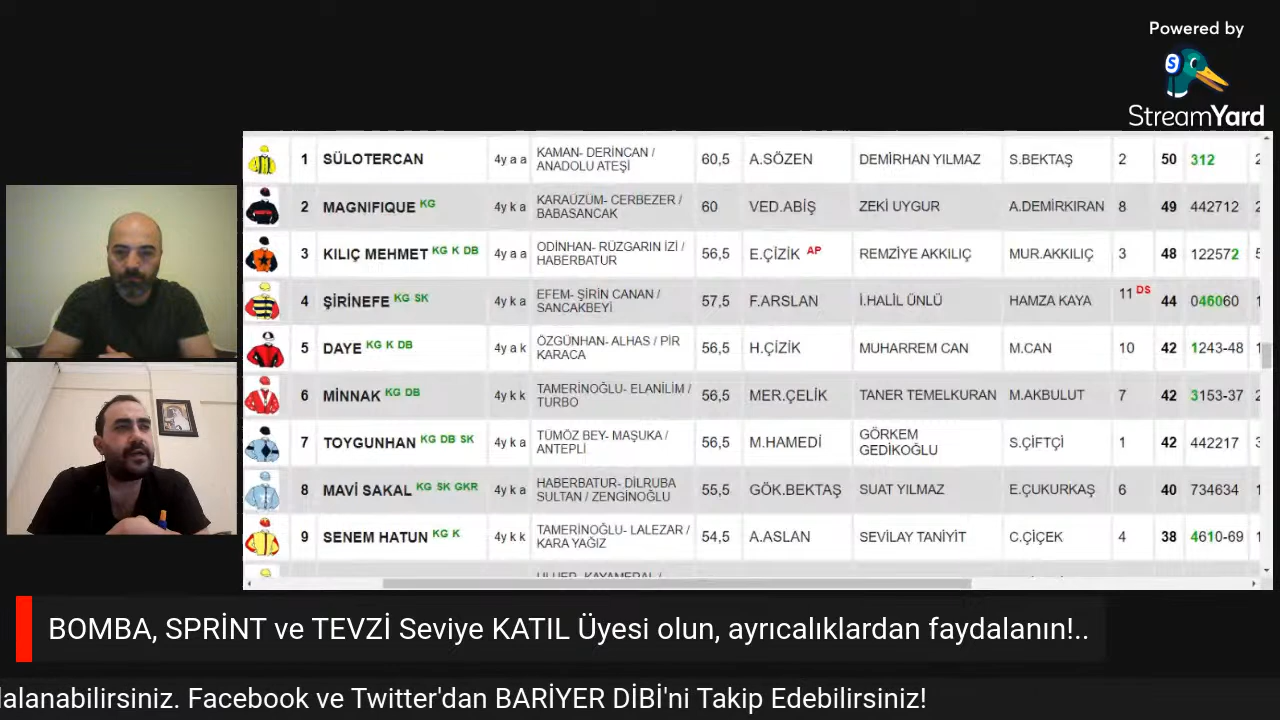 Powered by
StreamYard
1 SÜLOTERCAN 4y a a KAMAN- DERİNCAN / ANADOLU ATEŞİ 60,5 A.SÖZEN DEMİRHAN YILMAZ S.BEKTAŞ 2 50 312
2 MAGNIFIQUE KG 4y k a KARAÜZÜM- CERBEZER / BABASANCAK 60 VED.ABİŞ ZEKİ UYGUR A.DEMİRKIRAN 8 49 442712
3 KILIÇ MEHMET KG K DB 4y a a ODİNHAN- RÜZGARIN İZİ / HABERBATUR 56,5 E.ÇİZİK AP REMZİYE AKKILIÇ MUR.AKKILIÇ 3 48 122572
4 ŞİRİNEFE KG SK 4y k a EFEM- ŞİRİN CANAN / SANCAKBEYİ 57,5 F.ARSLAN İ.HALİL ÜNLÜ HAMZA KAYA 11 DS 44 046060
5 DAYE KG K DB 4y a k ÖZGÜNHAN- ALHAS / PİR KARACA 56,5 H.ÇİZİK MUHARREM CAN M.CAN 10 42 1243-48
6 MİNNAK KG DB 4y k k TAMERİNOĞLU- ELANİLİM / TURBO 56,5 MER.ÇELİK TANER TEMELKURAN M.AKBULUT 7 42 3153-37 2
7 TOYGUNHAN KG DB SK 4y k a TÜMÖZ BEY- MAŞUKA / ANTEPLİ 56,5 M.HAMEDİ GÖRKEM GEDİKOĞLU S.ÇİFTÇİ 1 42 442217
8 MAVİ SAKAL KG SK GKR 4y k a HABERBATUR- DİLRUBA SULTAN / ZENGİNOĞLU 55,5 GÖK.BEKTAŞ SUAT YILMAZ E.ÇUKURKAŞ 6 40 734634
9 SENEM HATUN KG K 4y k k TAMERİNOĞLU- LALEZAR / KARA YAĞIZ 54,5 A.ASLAN SEVİLAY TANİYİT C.ÇİÇEK 4 38 4610-69
BOMBA, SPRİNT ve TEVZİ Seviye KATIL Üyesi olun, ayrıcalıklardan faydalanın!..
dalanabilirsiniz. Facebook ve Twitter'dan BARİYER DİBİ'ni Takip Edebilirsiniz!